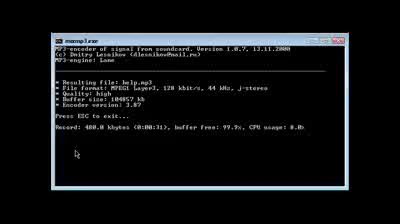 mp3.exe
MP3-encoder of signal from soundcard. Version 1.0.7, 13.11.2000
(c) Dmitry Lesnikov (dlesnikov@mail.ru)
MP3-engine: Lame
* Resulting file: help.mp3
* File format: MPEG1 Layer3, 128 kbit/s, 44 kHz, j-stereo
* Quality: high
* Buffer size: 104857 kb
* Encoder version: 3.87
Press ESC to exit...
Record: 480.0 kbytes (0:00:31), buffer free: 99.9%, CPU usage: 0.0%